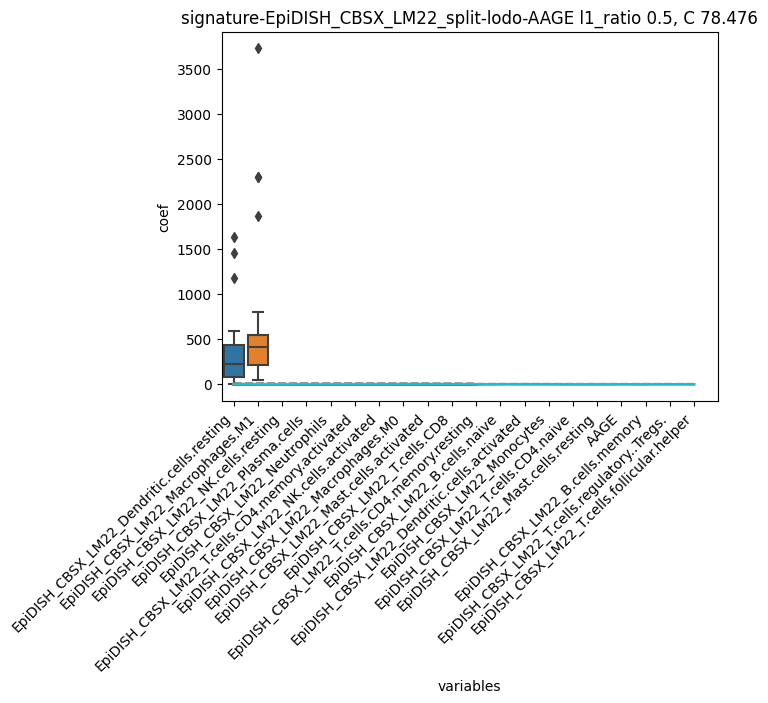 signature-EpiDISH_CBSX_LM22_split-lodo-AAGE l1_ratio 0.5, C 78.476
3500
3000
2500
2000
1500
1000
500
0
coef
EpiDISH_CBSX_LM22_Dendritic.cells.resting
EpiDISH_CBSX_LM22_Macrophages.M1
EpiDISH_CBSX_LM22_NK.cells.resting
EpiDISH_CBSX_LM22_Plasma.cells
EpiDISH_CBSX_LM22_Neutrophils
EpiDISH_CBSX_LM22_T.cells.CD4.memory.activated
EpiDISH_CBSX_LM22_NK.cells.activated
EpiDISH_CBSX_LM22_Macrophages.M0
EpiDISH_CBSX_LM22_Mast.cells.activated
EpiDISH_CBSX_LM22_T.cells.CD8
EpiDISH_CBSX_LM22_T.cells.CD4.memory.resting
EpiDISH_CBSX_LM22_B.cells.naive
EpiDISH_CBSX_LM22_Dendritic.cells.activated
EpiDISH_CBSX_LM22_Monocytes
EpiDISH_CBSX_LM22_T.cells.CD4.naive
EpiDISH_CBSX_LM22_Mast.cells.resting
AAGE
EpiDISH_CBSX_LM22_B.cells.memory
EpiDISH_CBSX_LM22_T.cells.regulatory..Tregs.
EpiDISH_CBSX_LM22_T.cells.follicular.helper
variables